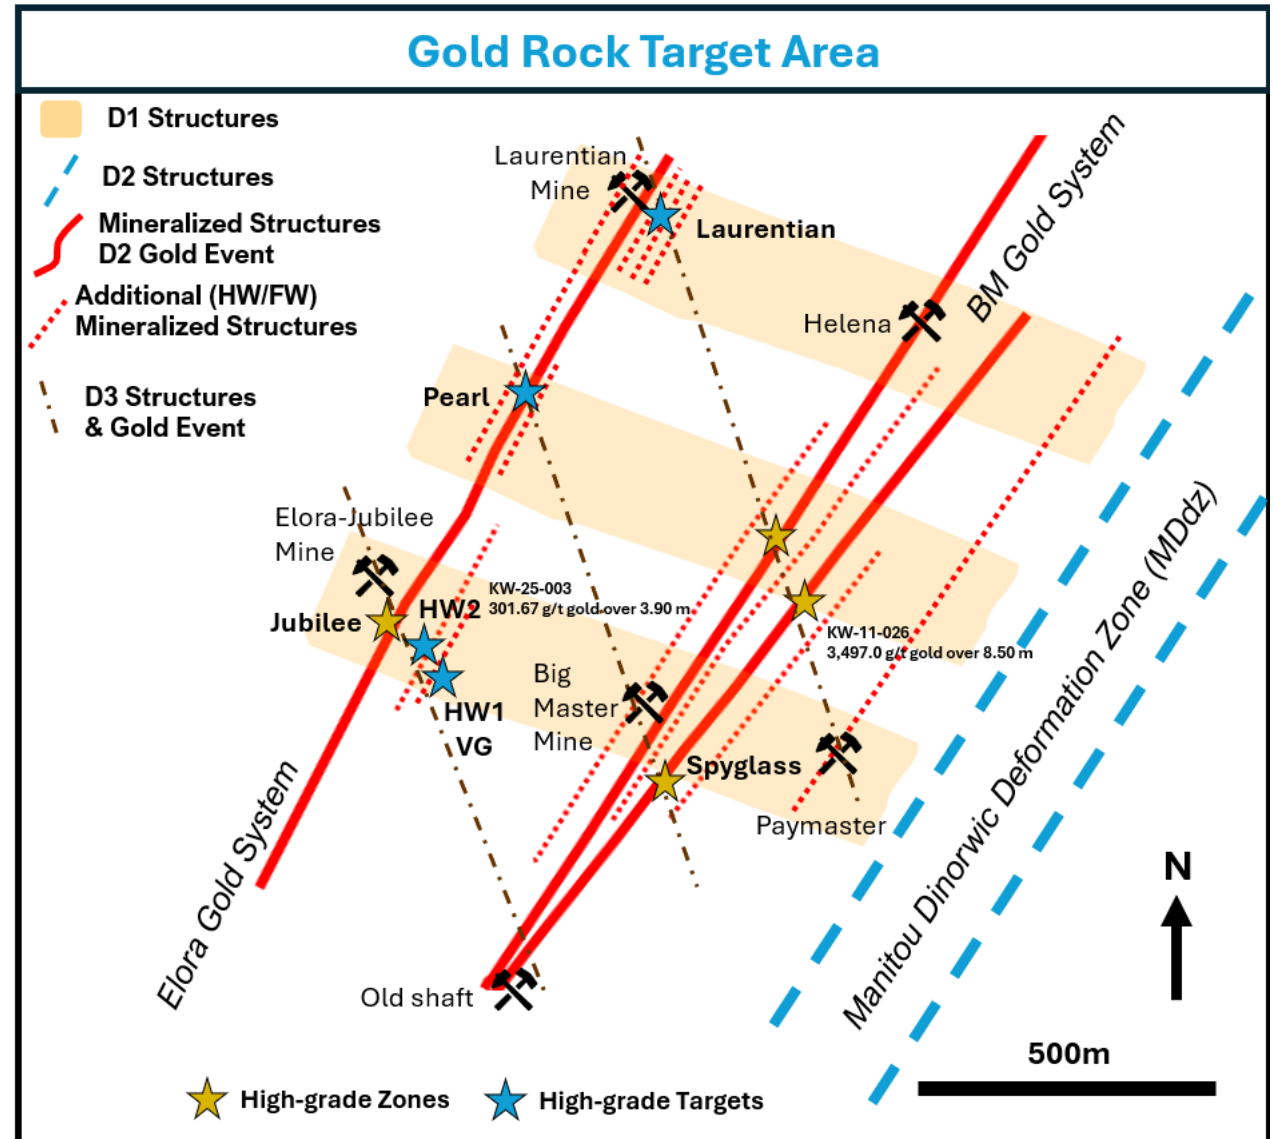 Gold Rock Target Area
D1 Structures
D2 Structures
Mineralized Structures
D2 Gold Event
Additional (HW/FW)
Mineralized Structures
D3 Structures
& Gold Event
Laurentian
Mine
Laurentian
BM Gold System
Helena
Pearl
Elora-Jubilee
Mine
Jubilee
HW2
KW-25-003
301.67 g/t gold over 3.90 m
HW1
VG
KW-11-026
3,497.0 g/t gold over 8.50 m
Big
Master
Mine
Spyglass
Paymaster
Manitou Dinorwic Deformation Zone (MDdz)
Elora Gold System
Old shaft
N
500m
High-grade Zones
High-grade Targets